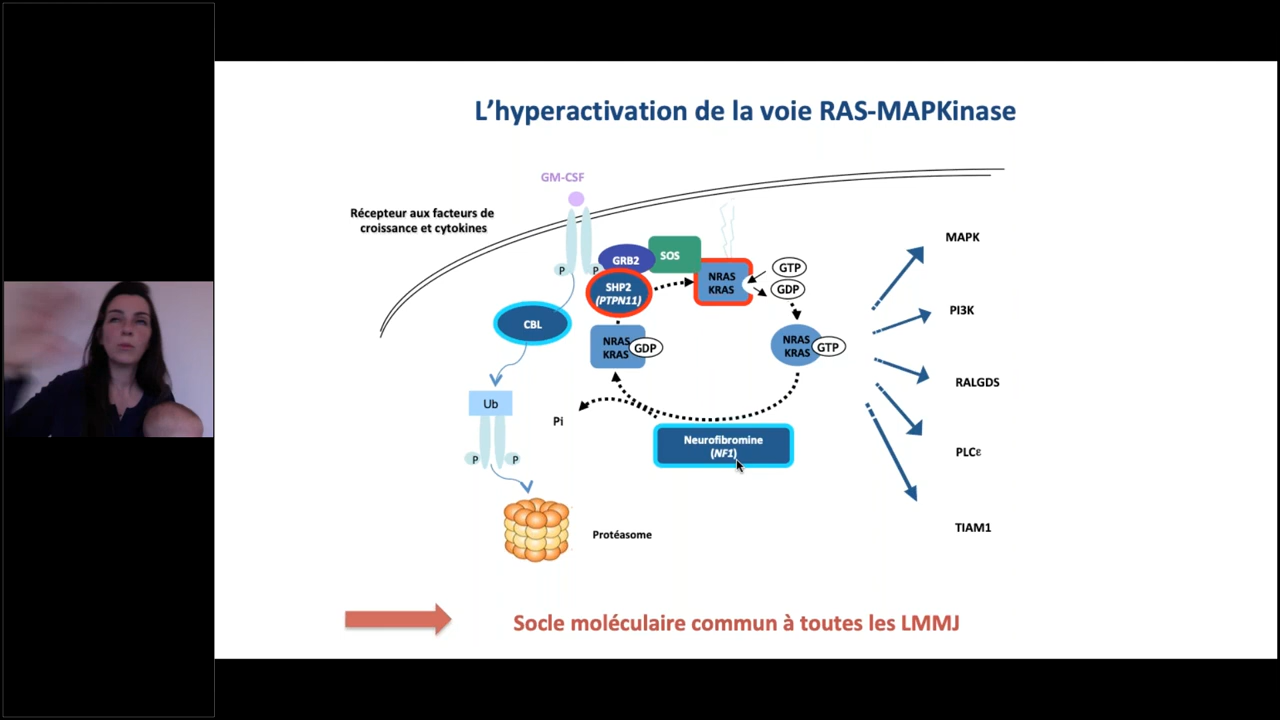 L'hyperactivation de la voie RAS-MAPKinase
GM-CSF
Récepteur aux facteurs de
croissance et cytokines
P
P
GRB2
SOS
SHP2
(PTPN11)
NRAS
KRAS
GTP
GDP
CBL
NRAS
KRAS
GDP
NRAS
KRAS
GTP
Ub
Pi
P
P
Neurofibromine
(NF1)
Protéasome
MAPK
PI3K
RALGDS
PLCε
TIAM1
Socle moléculaire commun à toutes les LMMJ